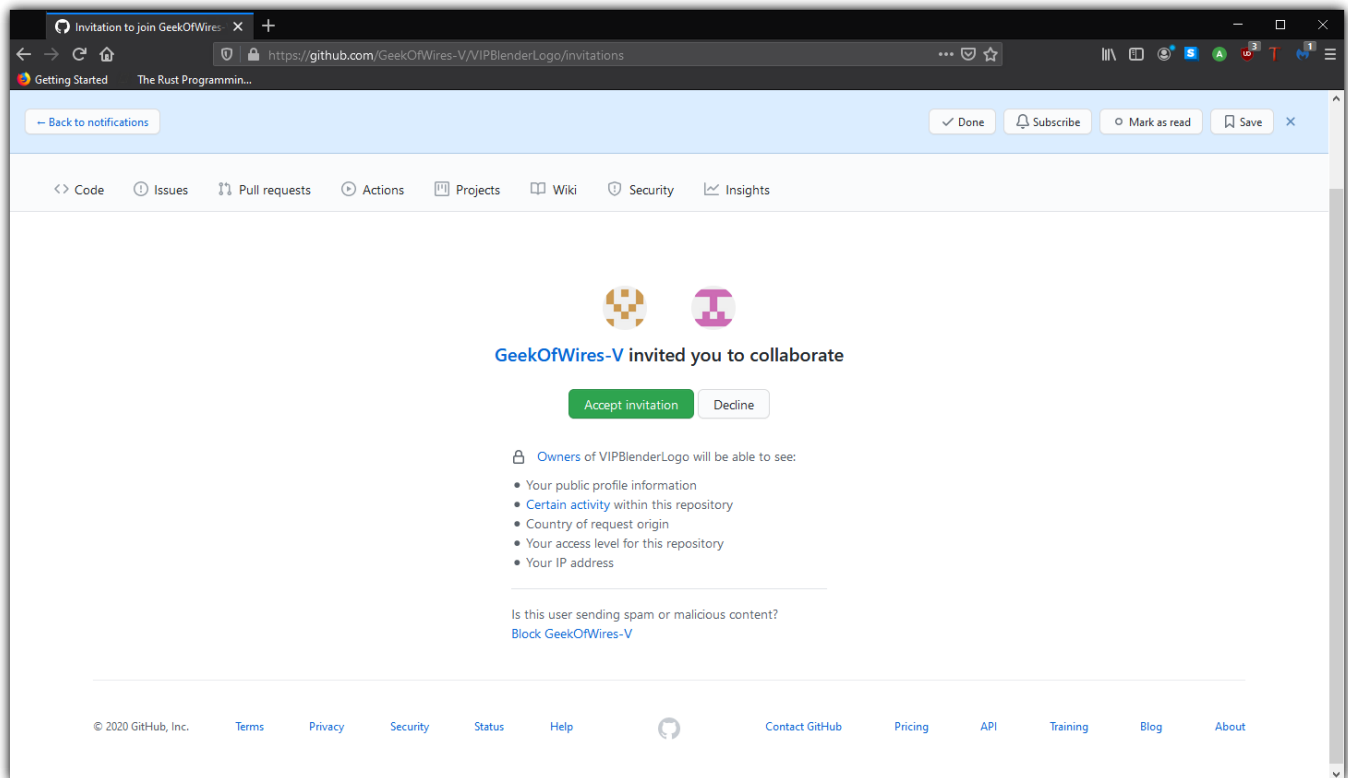 Invitation to join GeekOfWires-
https://github.com/GeekOfWires-V/VIPBlenderLogo/invitations
3
1
Getting Started The Rust Programmin...
← Back to notifications
Done Subscribe Mark as read Save
Code Issues Pull requests Actions Projects Wiki Security Insights
GeekOfWires-V invited you to collaborate
Accept invitation Decline
Owners of VIPBlenderLogo will be able to see:
• Your public profile information
• Certain activity within this repository
• Country of request origin
• Your access level for this repository
• Your IP address
Is this user sending spam or malicious content?
Block GeekOfWires-V
© 2020 GitHub, Inc. Terms Privacy Security Status Help Contact GitHub Pricing API Training Blog About